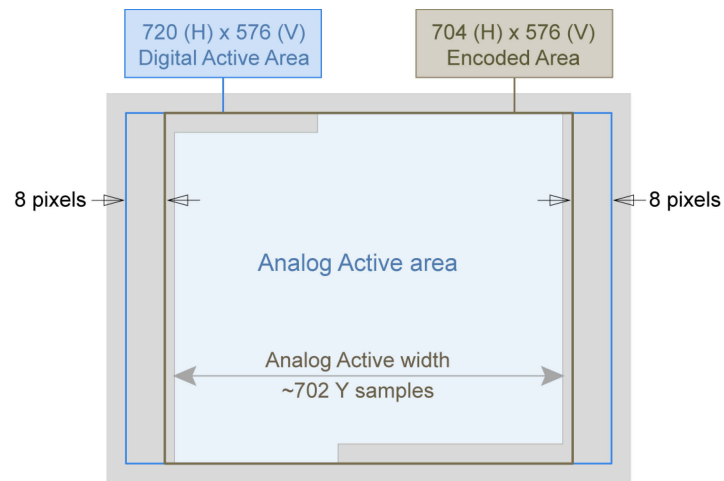 720 (H) x 576 (V)
Digital Active Area
704 (H) x 576 (V)
Encoded Area
8 pixels
8 pixels
Analog Active area
Analog Active width
~702 Y samples